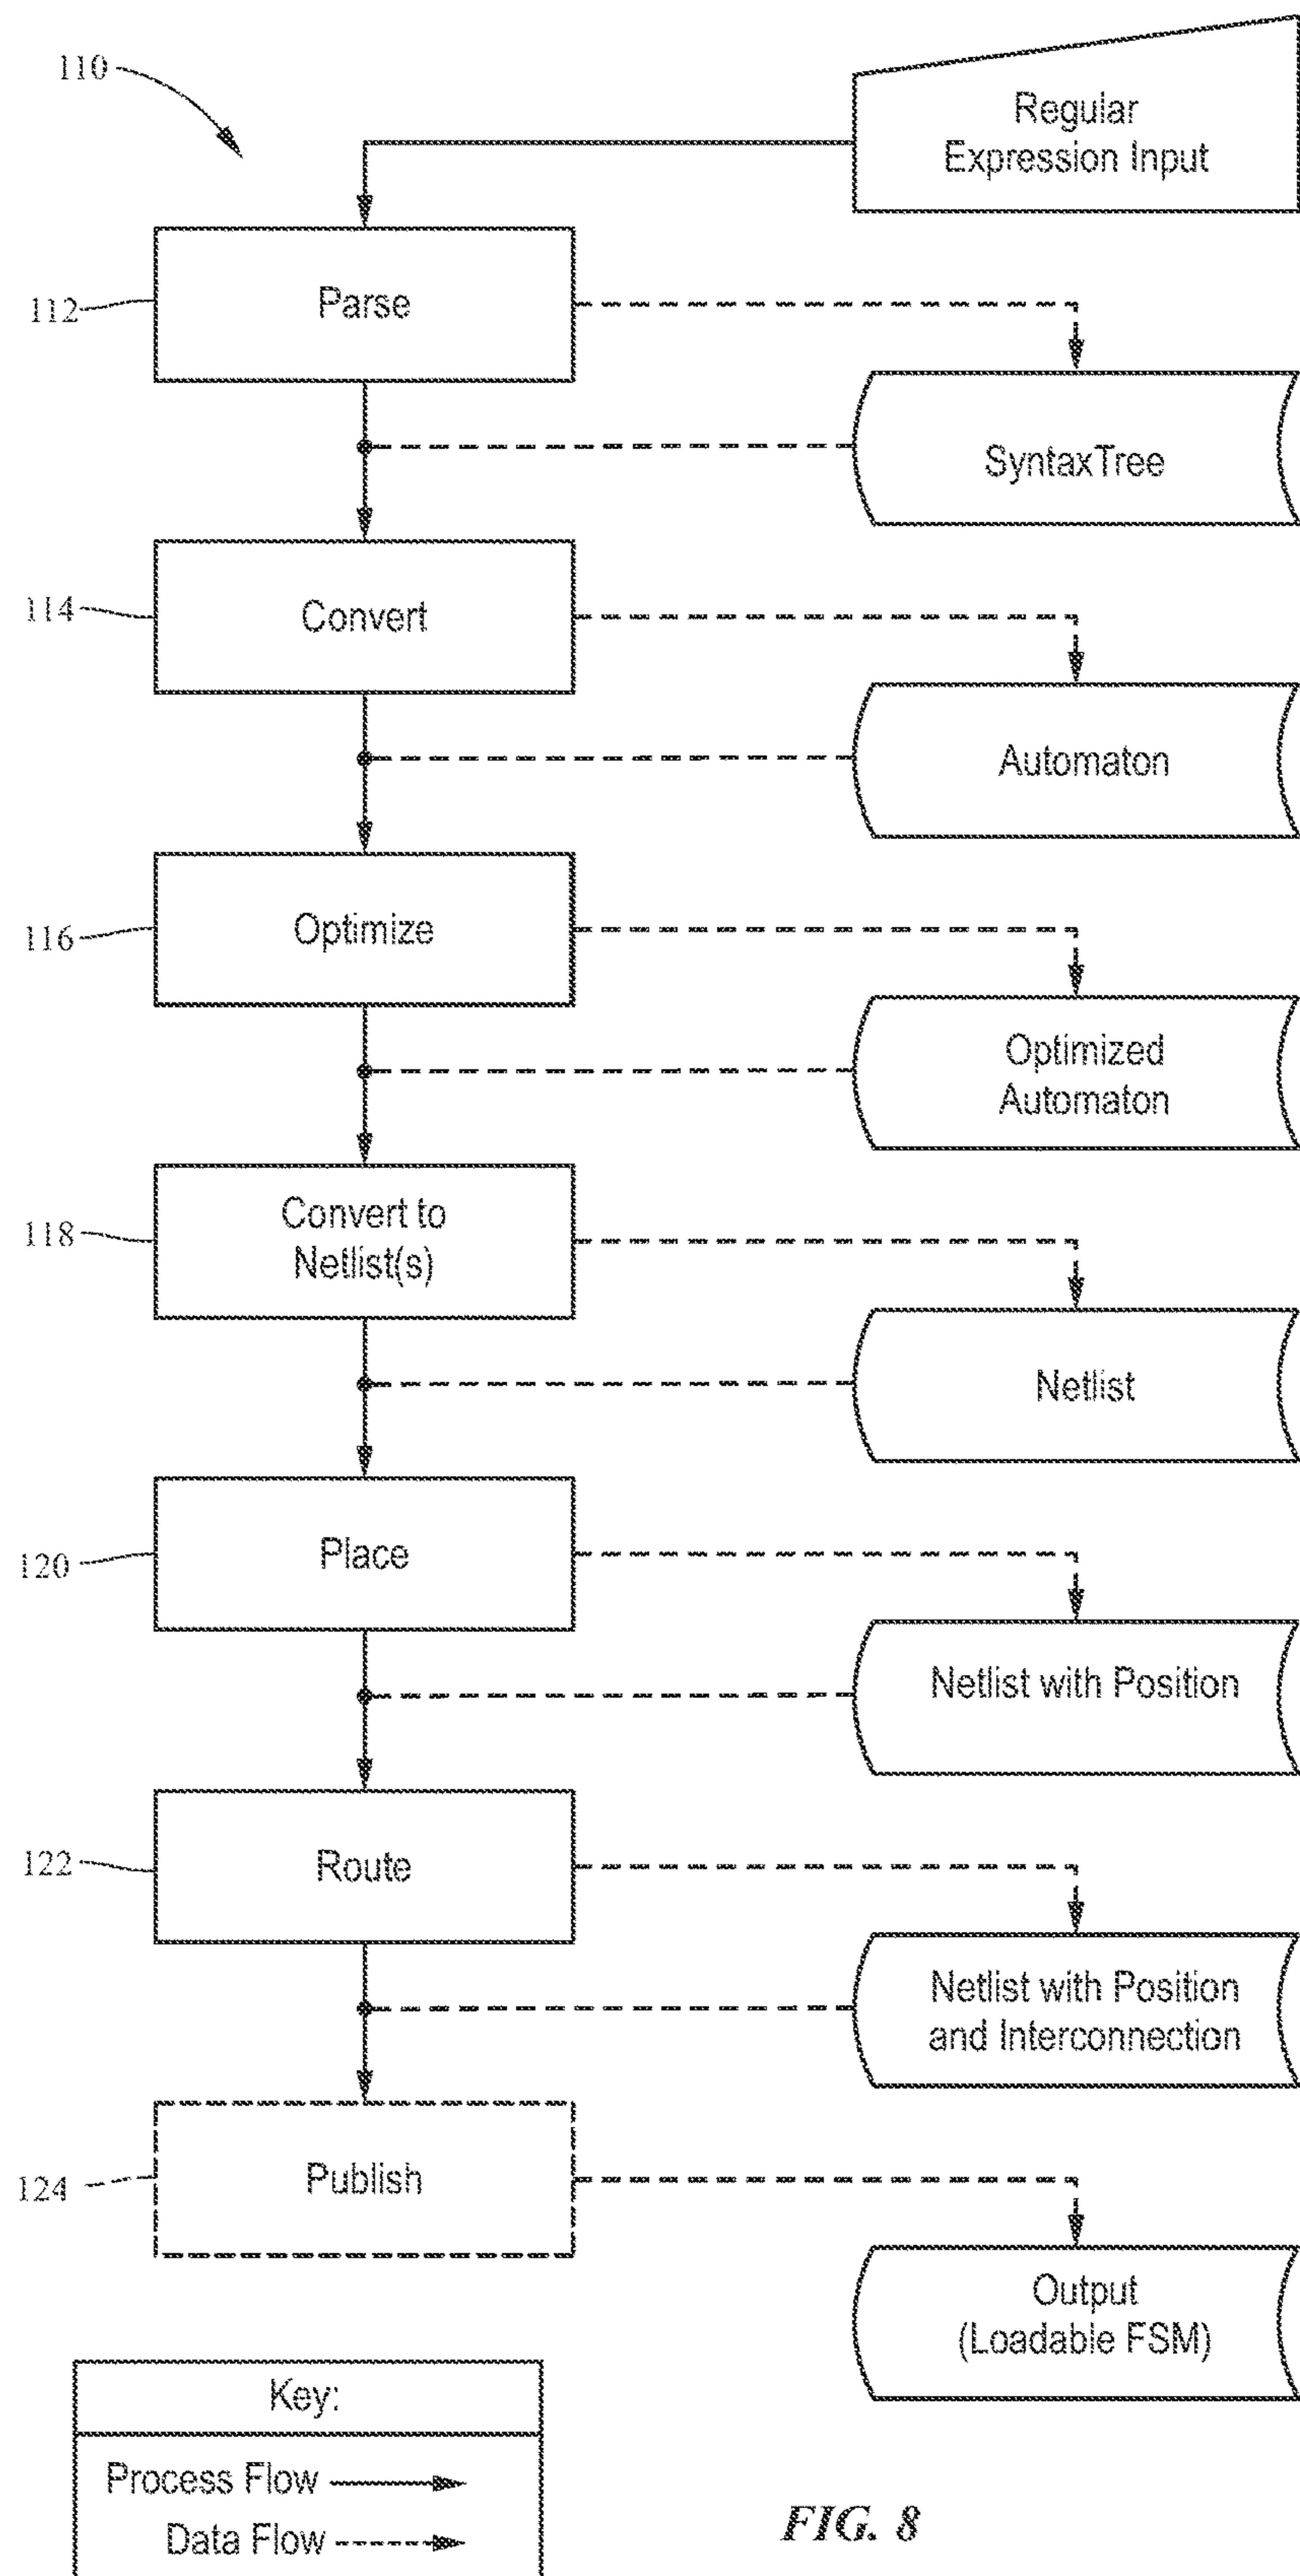 110
Regular
Expression Input
112
Parse
SyntaxTree
114
Convert
Automaton
116
Optimize
Optimized
Automaton
118
Convert to
Netlist(s)
Netlist
120
Place
Netlist with Position
122
Route
Netlist with Position
and Interconnection
124
Publish
Output
(Loadable FSM)
Key:
Process Flow
Data Flow
FIG. 8